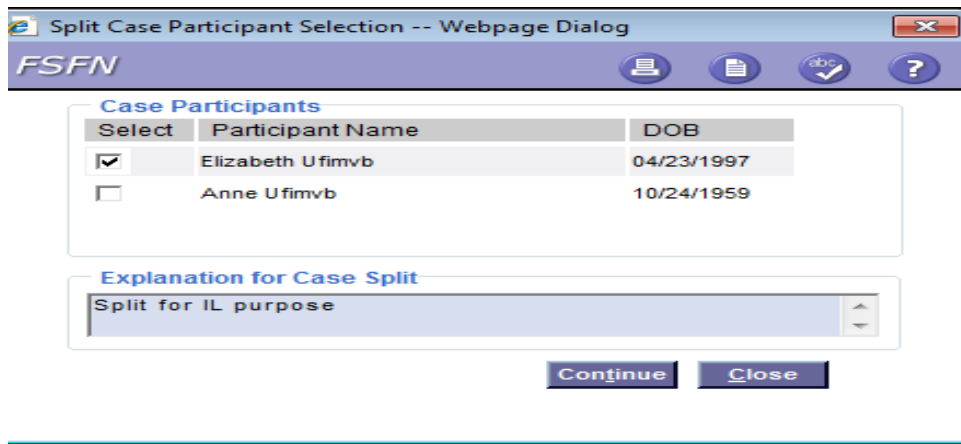 Split Case Participant Selection -- Webpage Dialog
FSFN
abc
?
Case Participants
Select Participant Name DOB
Elizabeth Ufimvb 04/23/1997
Anne Ufimvb 10/24/1959
Explanation for Case Split
Split for IL purpose
Continue Close